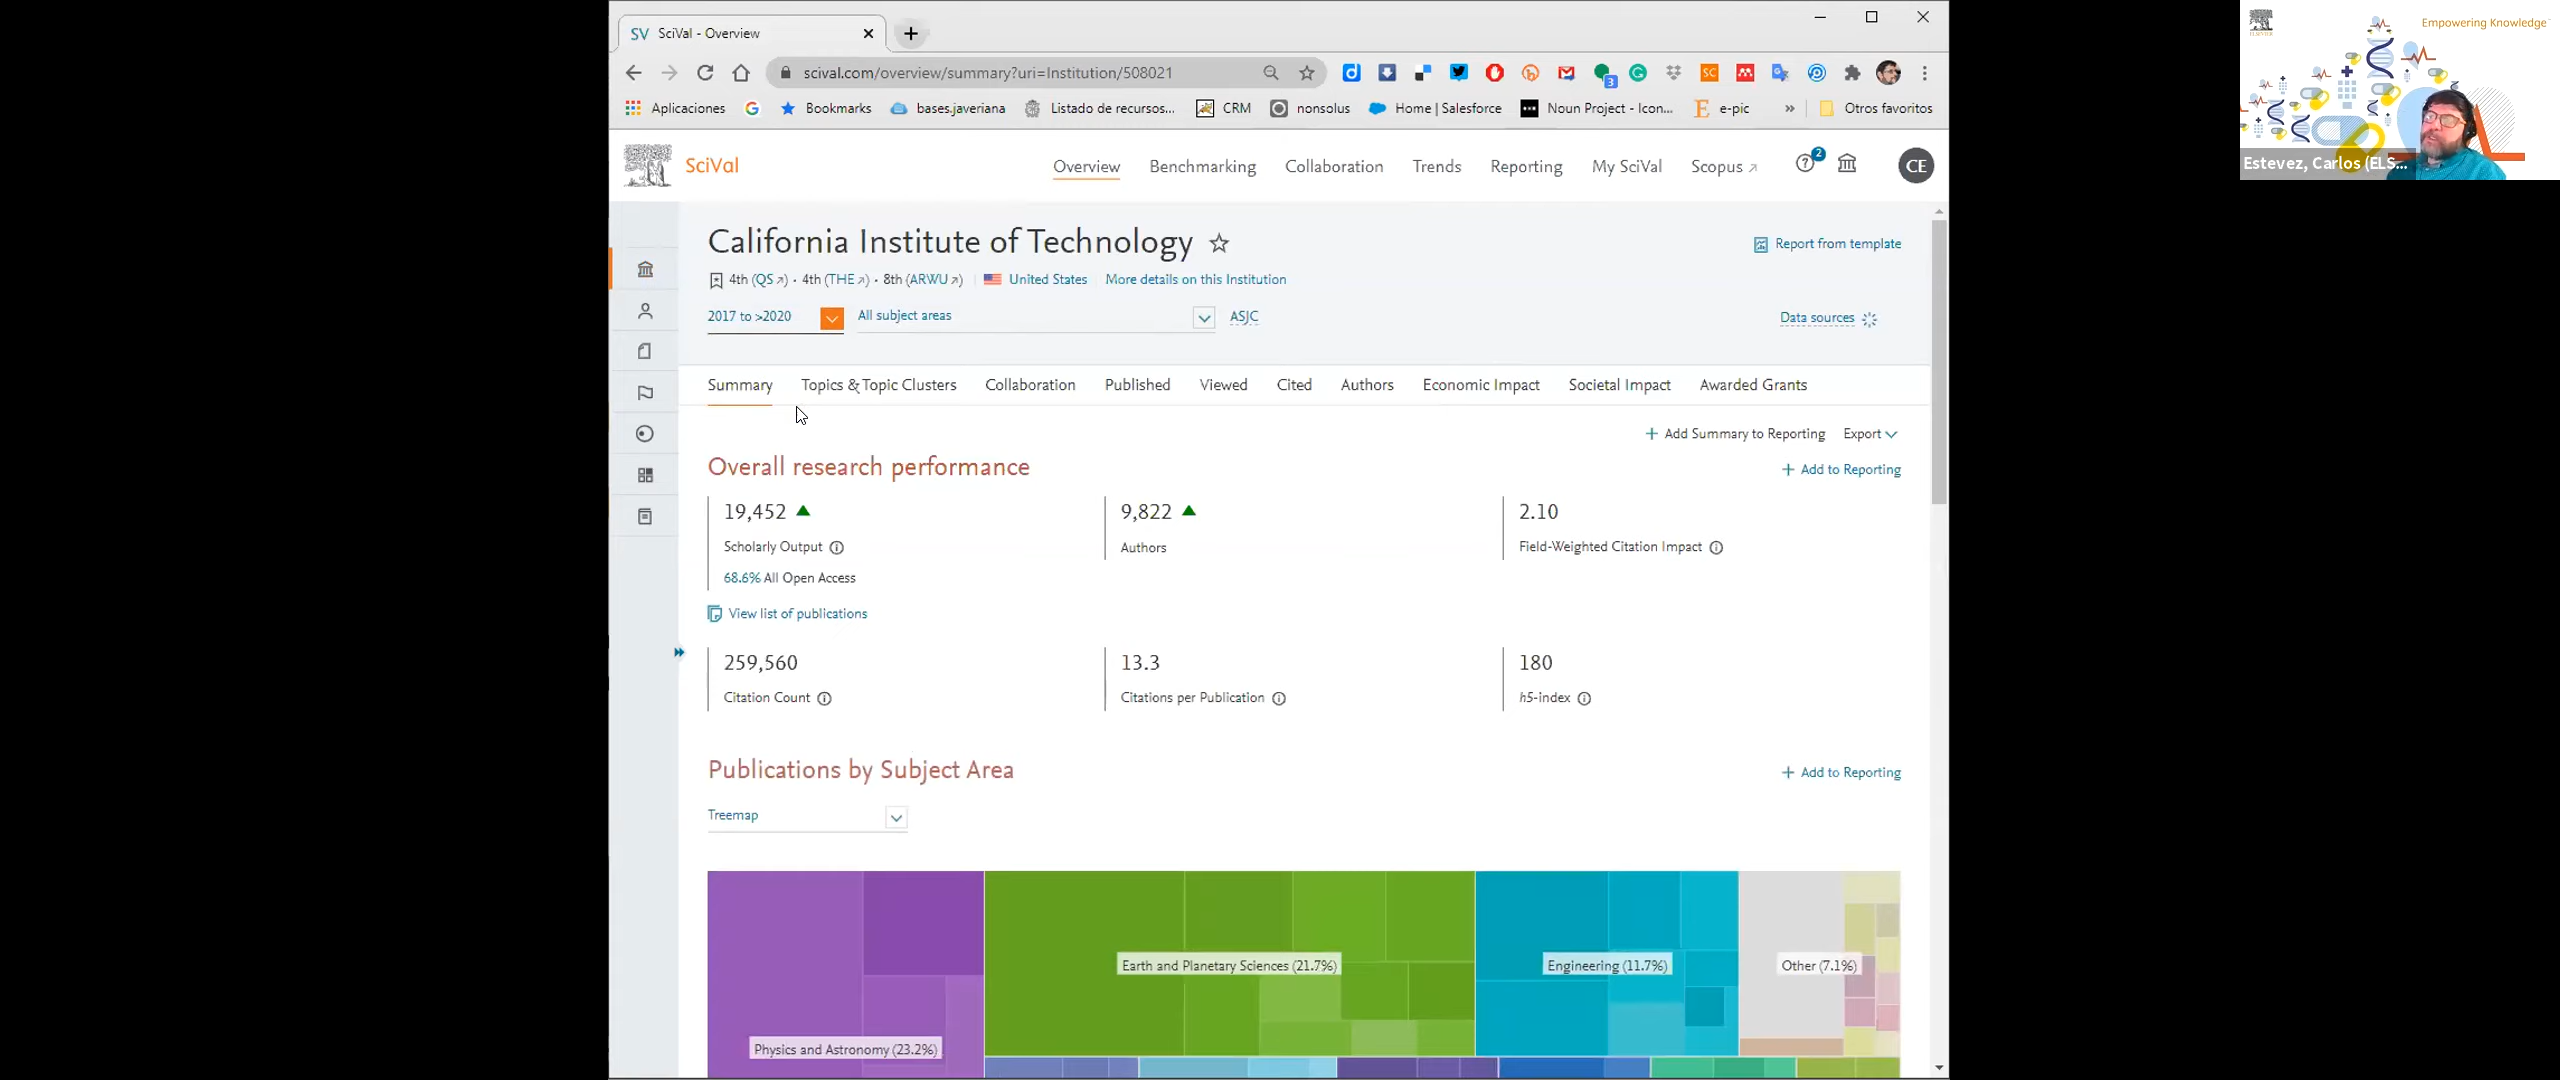 SV SciVal - Overview
scival.com/overview/summary?uri=Institution/508021
Aplicaciones Bookmarks bases.javeriana Listado de recursos... CRM nonsolus Home | Salesforce Noun Project - Icon... e-pic » Otros favoritos
SciVal Overview Benchmarking Collaboration Trends Reporting My SciVal Scopus ↗ 2 CE
California Institute of Technology
Report from template
4th (QS ↗) · 4th (THE ↗) · 8th (ARWU ↗) United States More details on this Institution
2017 to >2020 All subject areas ASJC Data sources
Summary Topics & Topic Clusters Collaboration Published Viewed Cited Authors Economic Impact Societal Impact Awarded Grants
+ Add Summary to Reporting Export
Overall research performance + Add to Reporting
19,452 9,822 2.10
Scholarly Output Authors Field-Weighted Citation Impact
68.6% All Open Access
View list of publications
259,560 13.3 180
Citation Count Citations per Publication h5-index
Publications by Subject Area + Add to Reporting
Treemap
Earth and Planetary Sciences (21.7%) Engineering (11.7%) Other (7.1%)
Physics and Astronomy (23.2%)
Empowering Knowledge
Estevez, Carlos (ELS...